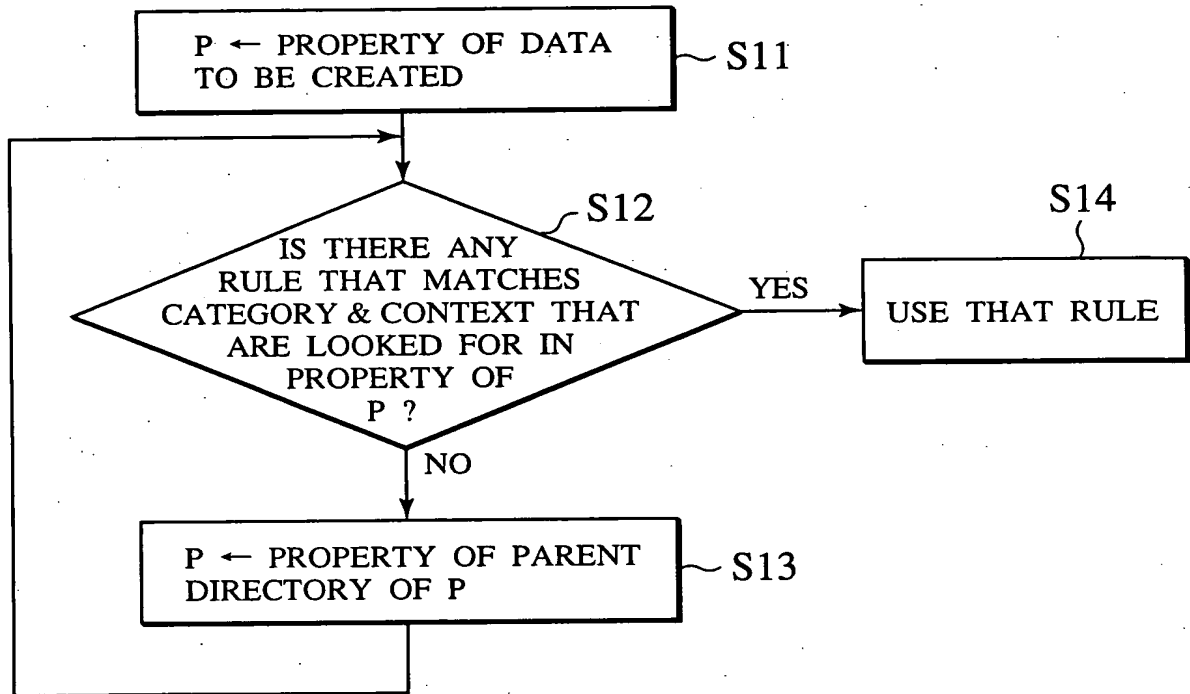 P ← PROPERTY OF DATA
TO BE CREATED
S11
S12
IS THERE ANY
RULE THAT MATCHES
CATEGORY & CONTEXT THAT
ARE LOOKED FOR IN
PROPERTY OF
P ?
YES
S14
USE THAT RULE
NO
P ← PROPERTY OF PARENT
DIRECTORY OF P
S13